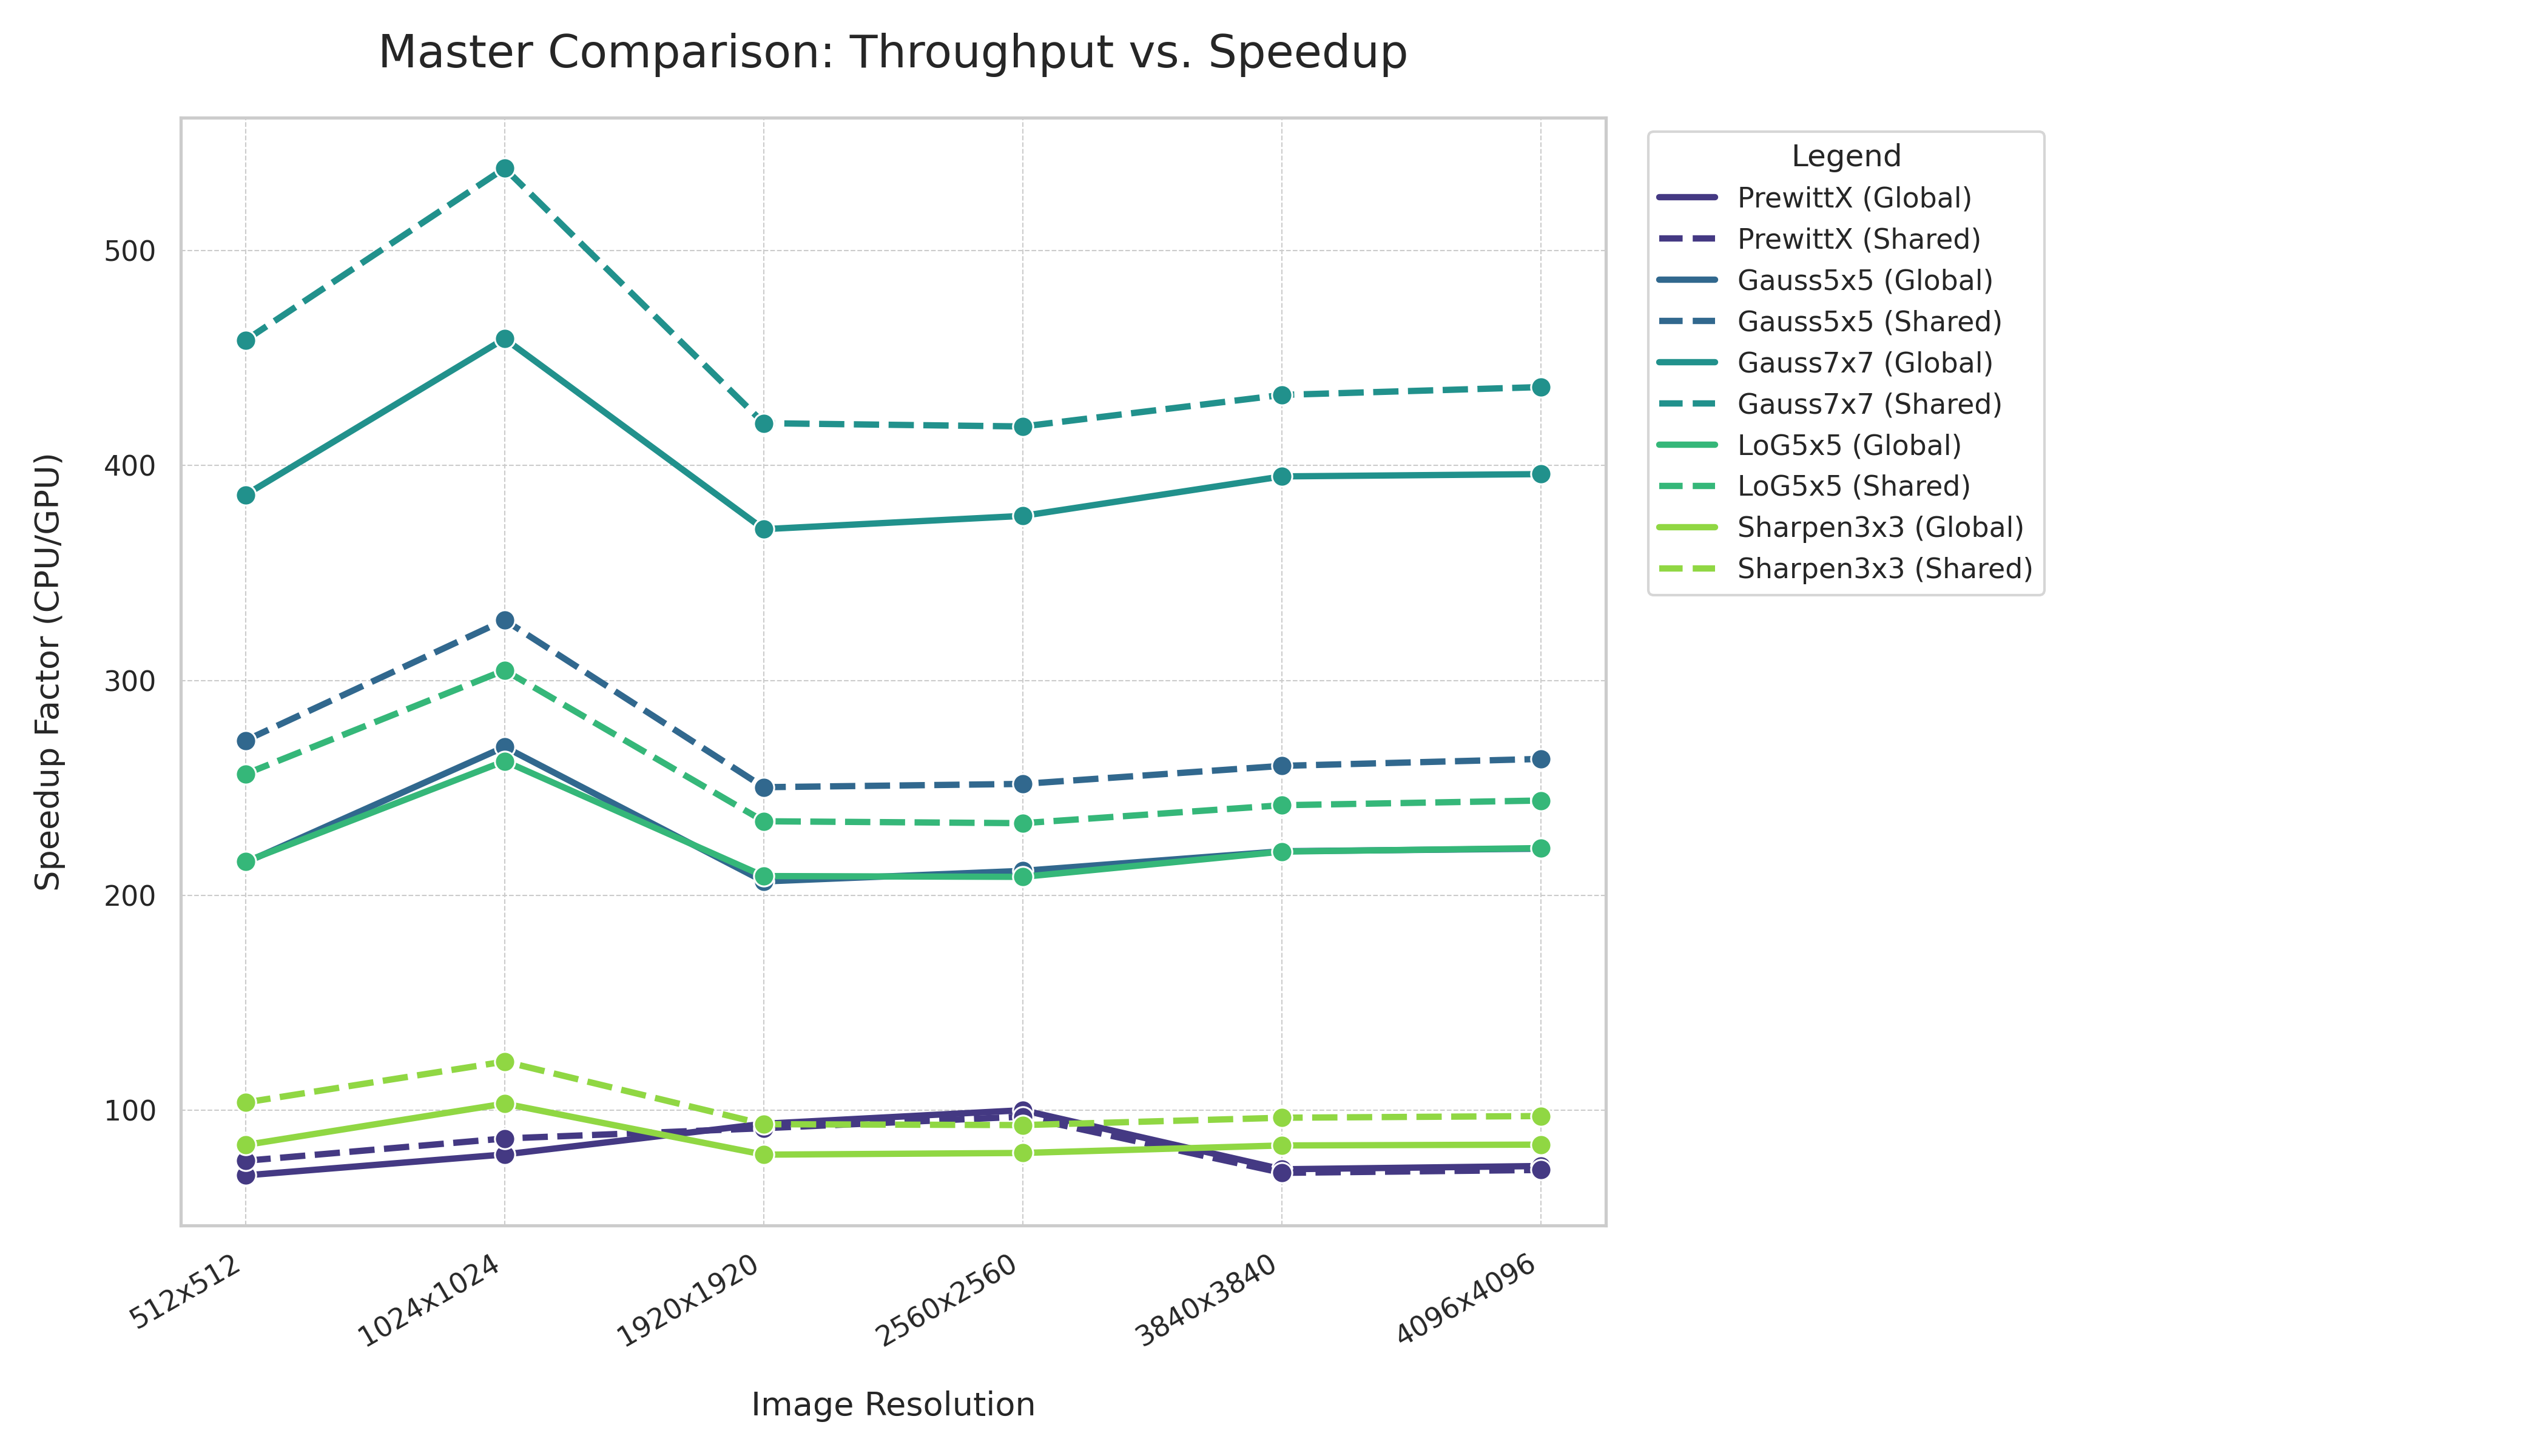 Master Comparison: Throughput vs. Speedup
Speedup Factor (CPU/GPU)
500
400
300
200
100
512x512
1024x1024
1920x1920
2560x2560
3840x3840
4096x4096
Image Resolution
Legend
PrewittX (Global)
PrewittX (Shared)
Gauss5x5 (Global)
Gauss5x5 (Shared)
Gauss7x7 (Global)
Gauss7x7 (Shared)
LoG5x5 (Global)
LoG5x5 (Shared)
Sharpen3x3 (Global)
Sharpen3x3 (Shared)